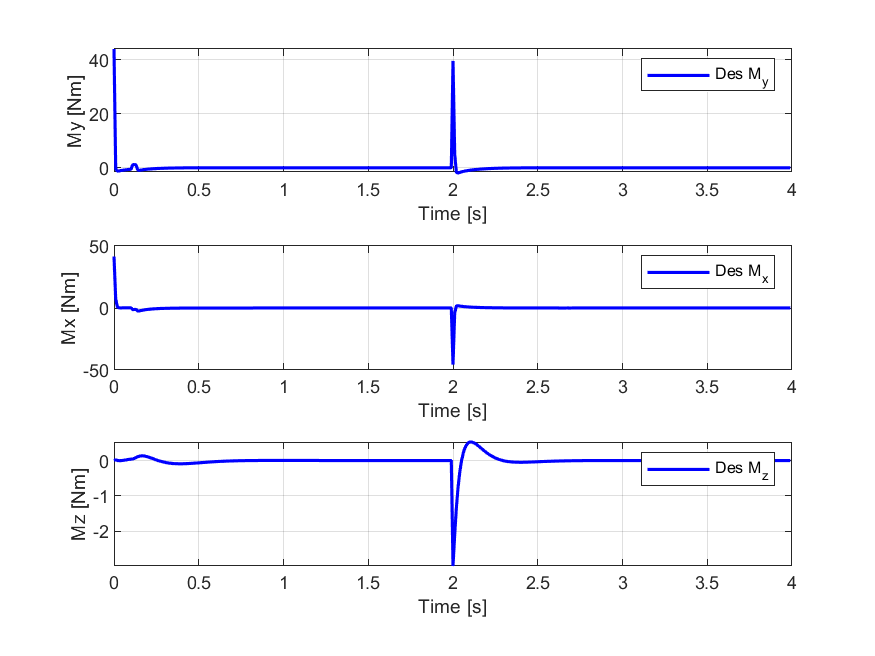 My [Nm]
40
20
0
Des M_y
0 0.5 1 1.5 2 2.5 3 3.5 4
Time [s]
Mx [Nm]
50
0
-50
Des M_x
0 0.5 1 1.5 2 2.5 3 3.5 4
Time [s]
Mz [Nm]
0
-1
-2
Des M_z
0 0.5 1 1.5 2 2.5 3 3.5 4
Time [s]